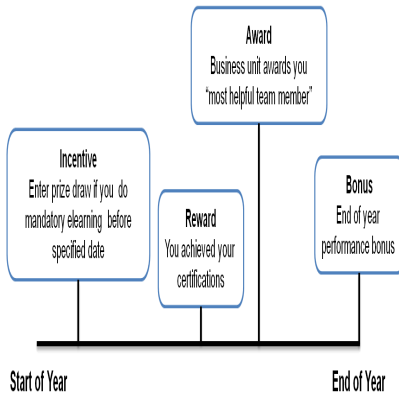 Award
Business unit awards you
“most helpful team member”
Incentive
Enter prize draw if you do
mandatory elearning before
specified date
Reward
You achieved your
certifications
Bonus
End of year
performance bonus
Start of Year
End of Year